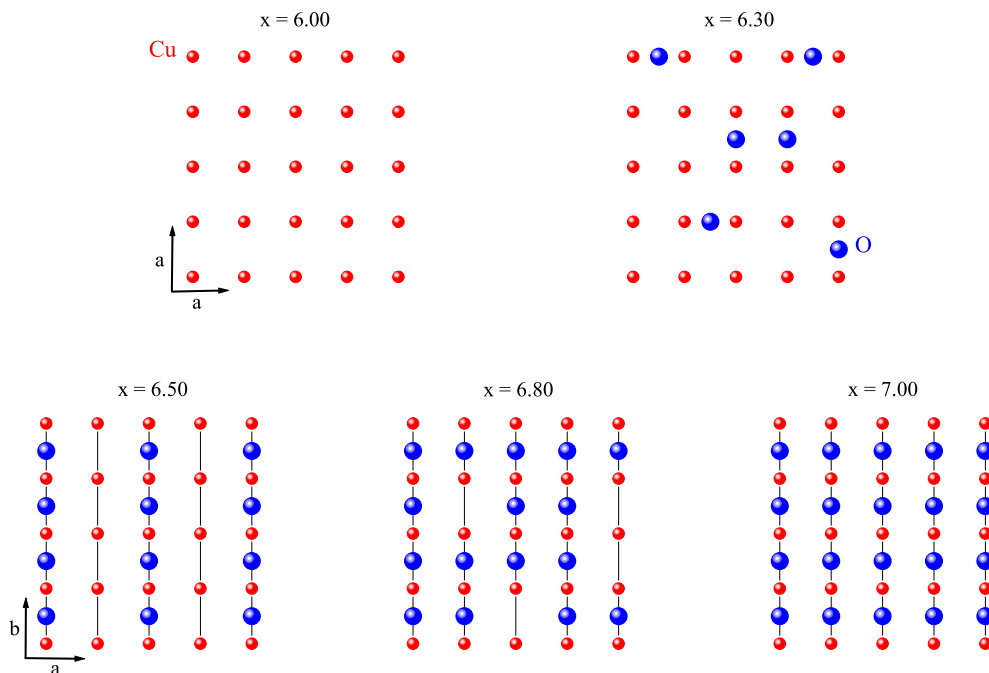 x = 6.00
x = 6.30
Cu
a
a
O
x = 6.50
x = 6.80
x = 7.00
b
a